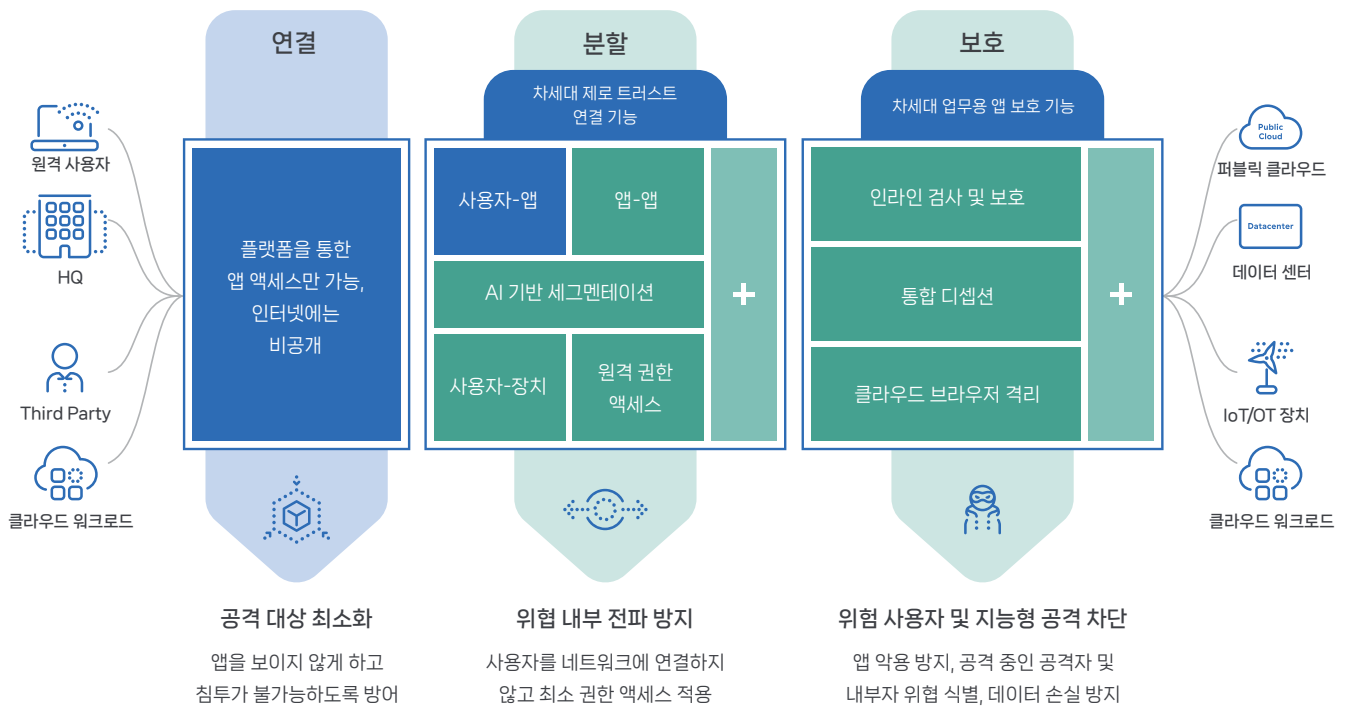 연결
분할
보호
차세대 제로 트러스트
연결 기능
차세대 업무용 앱 보호 기능
원격 사용자
HQ
Third Party
클라우드 워크로드
플랫폼을 통한
앱 액세스만 가능,
인터넷에는
비공개
사용자-앱
앱-앱
AI 기반 세그멘테이션
사용자-장치
원격 권한
액세스
+
인라인 검사 및 보호
통합 디셉션
클라우드 브라우저 격리
+
Public
Cloud
퍼블릭 클라우드
Datacenter
데이터 센터
IoT/OT 장치
클라우드 워크로드
공격 대상 최소화
앱을 보이지 않게 하고
침투가 불가능하도록 방어
위협 내부 전파 방지
사용자를 네트워크에 연결하지
않고 최소 권한 액세스 적용
위험 사용자 및 지능형 공격 차단
앱 악용 방지, 공격 중인 공격자 및
내부자 위협 식별, 데이터 손실 방지